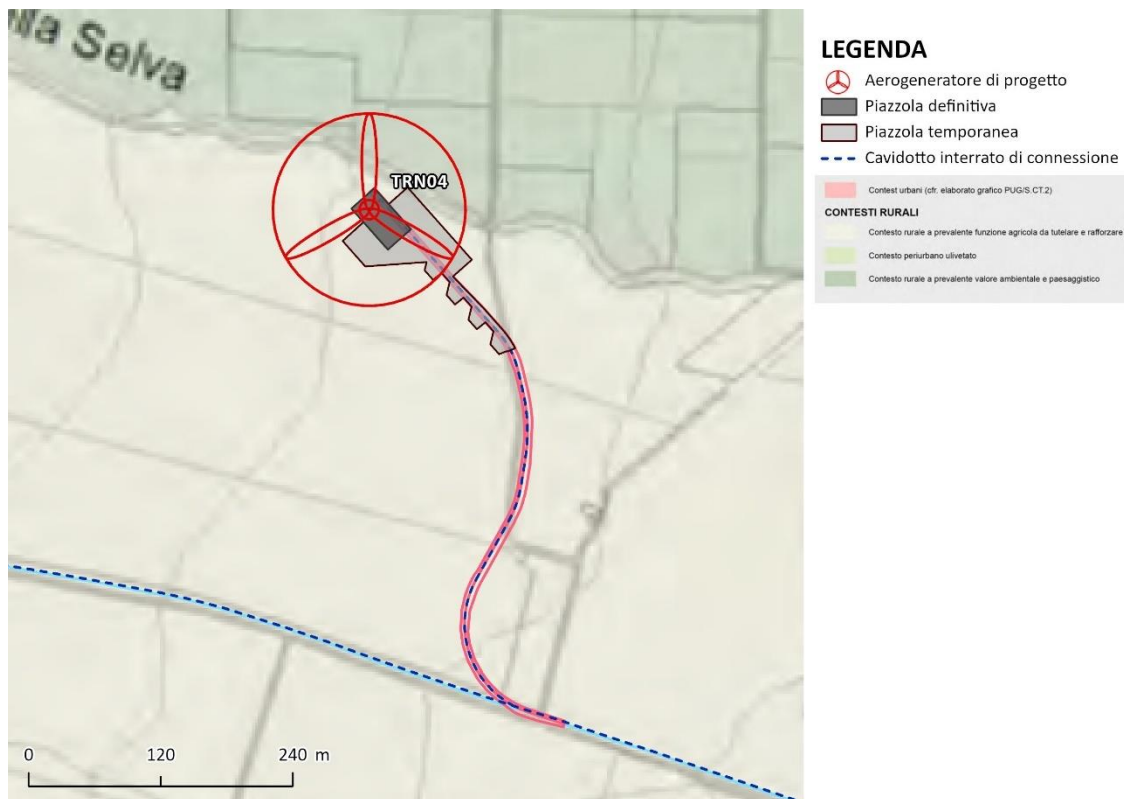 lla Selva
TRN04
0 120 240 m
LEGENDA
Aerogeneratore di progetto
Piazzola definitiva
Piazzola temporanea
Cavidotto interrato di connessione
Contest urbani (cfr. elaborato grafico PUG/S.CT.2)
CONTESTI RURALI
Contesto rurale a prevalente funzione agricola da tutelare e rafforzare
Contesto periurbano ulivetato
Contesto rurale a prevalente valore ambientale e paesaggistico